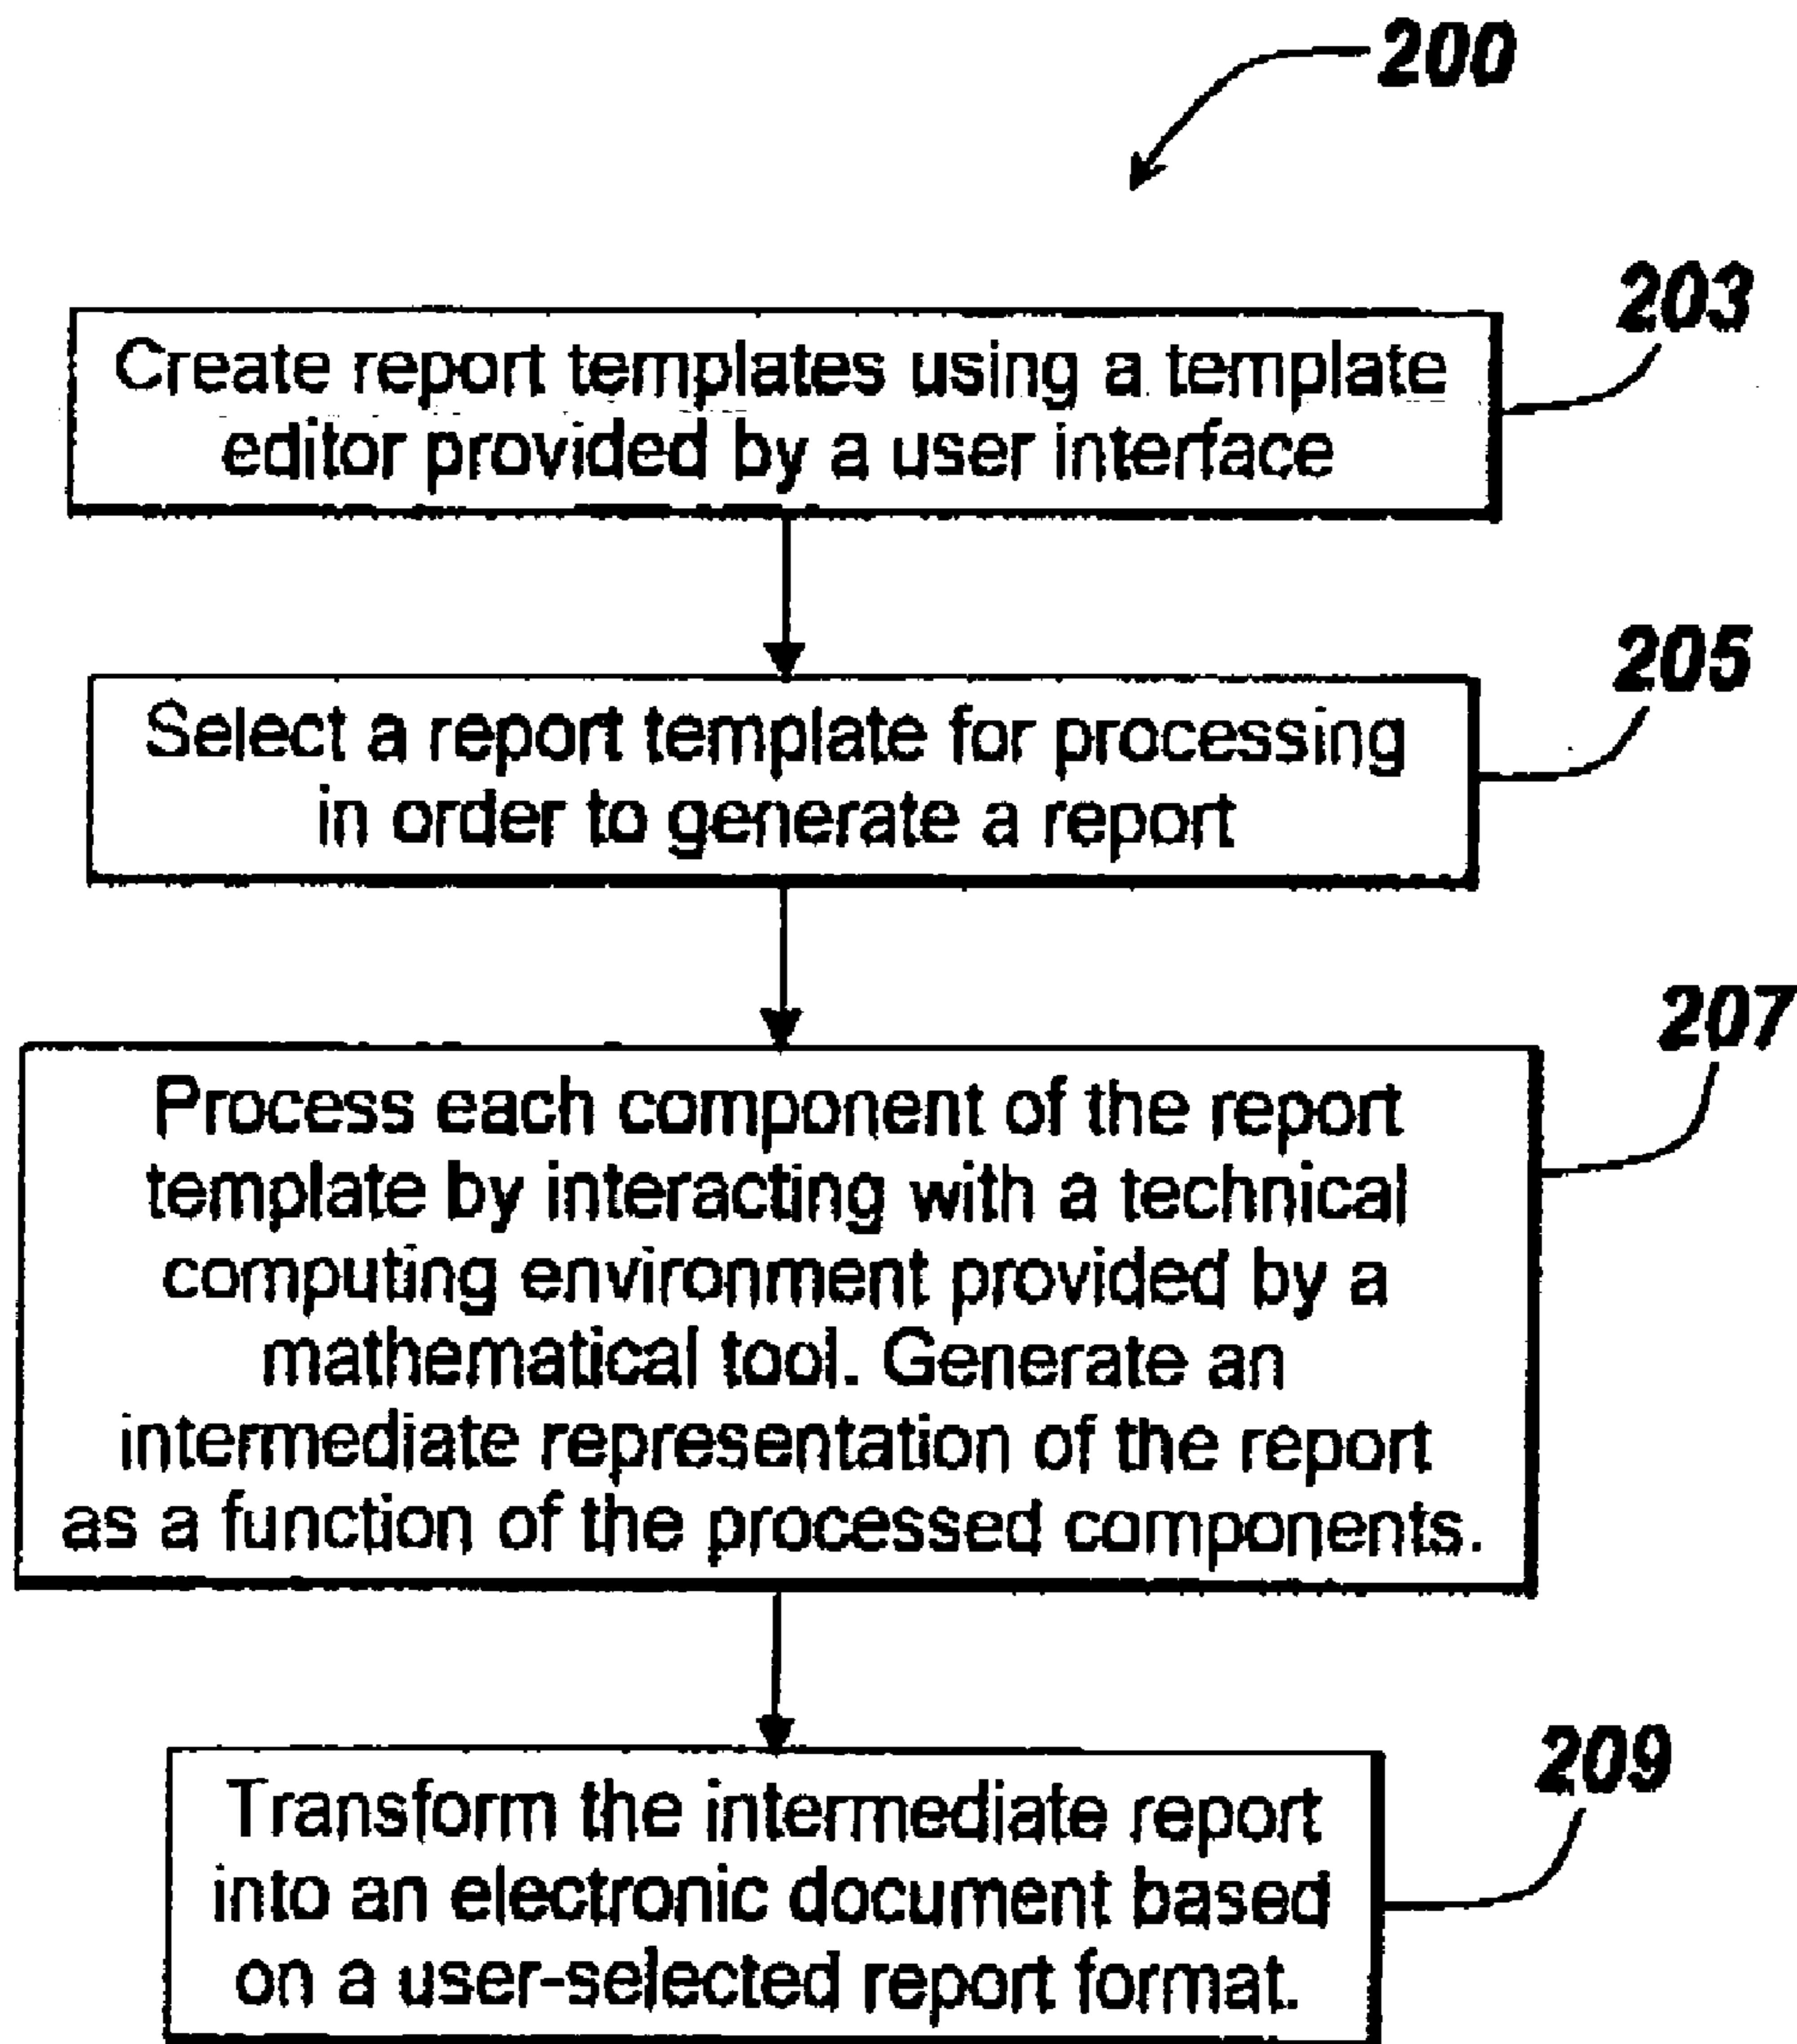 200
203
Create report templates using a template
editor provided by a user interface
205
Select a report template for processing
in order to generate a report
207
Process each component of the report
template by interacting with a technical
computing environment provided by a
mathematical tool. Generate an
intermediate representation of the report
as a function of the processed components.
209
Transform the intermediate report
into an electronic document based
on a user-selected report format.